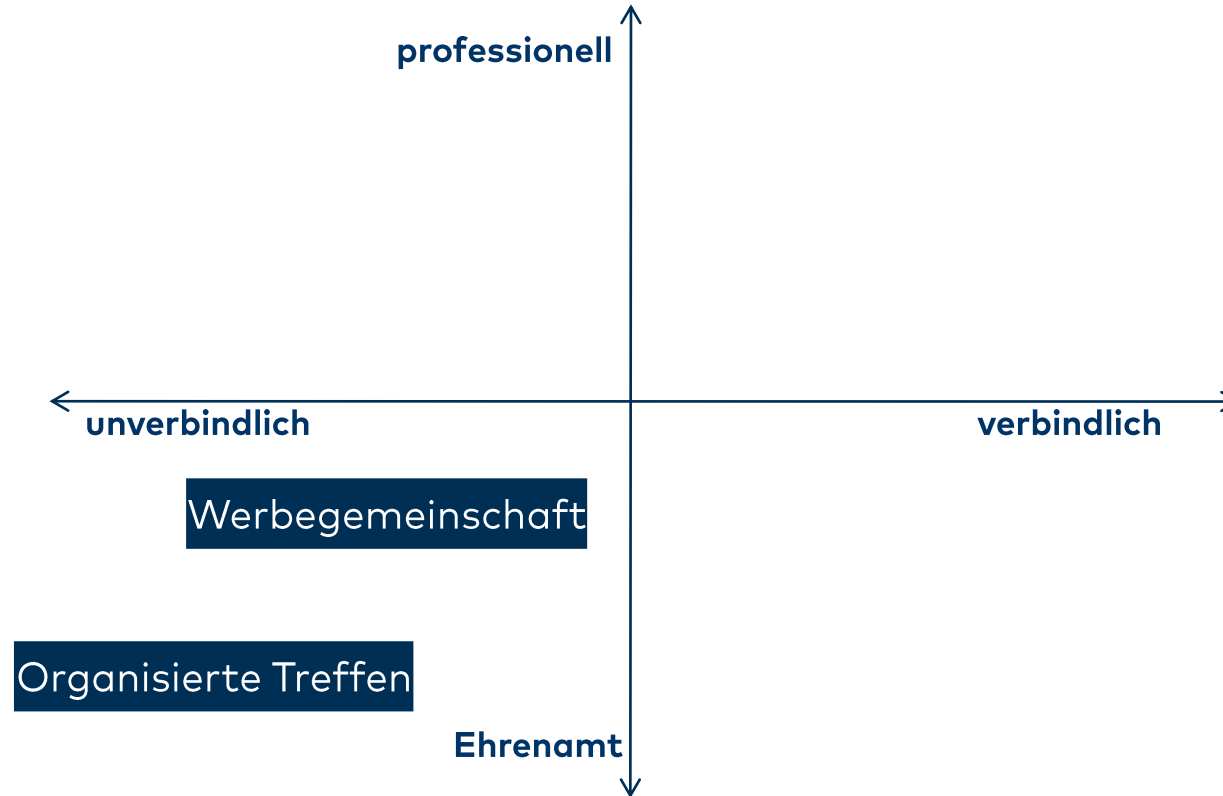 professionell
unverbindlich
verbindlich
Werbegemeinschaft
Organisierte Treffen
Ehrenamt